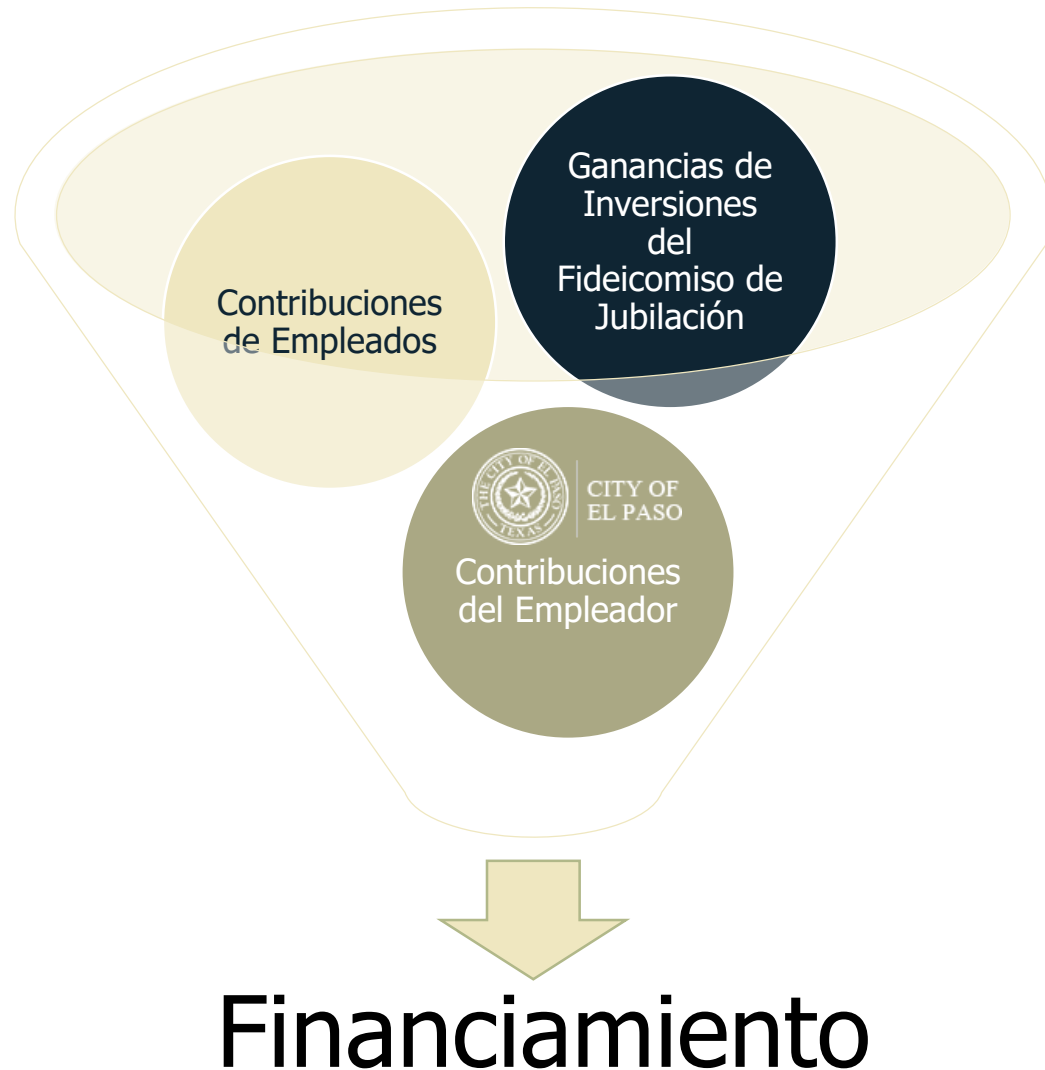 Ganancias de
Inversiones
del
Fideicomiso de
Jubilación
Contribuciones
de Empleados
THE CITY OF EL PASO
TEXAS
CITY OF
EL PASO
Contribuciones
del Empleador
Financiamiento